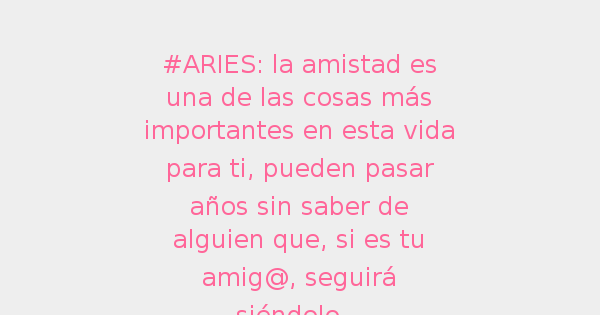 #ARIES: la amistad es
una de las cosas más
importantes en esta vida
para ti, pueden pasar
años sin saber de
alguien que, si es tu
amig@, seguirá
siéndolo